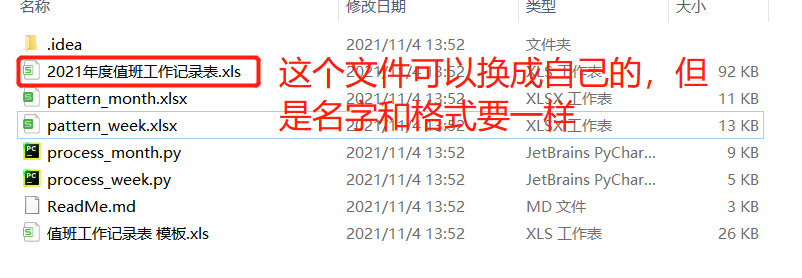 名称 修改日期 类型 大小
.idea 2021/11/4 13:52 文件夹
2021年度值班工作记录表.xls 2021/11/4 13:52 XLS 工作表 92 KB
这个文件可以换成自己的，但
是名字和格式要一样
pattern_month.xlsx 2021/11/4 13:52 XLSX 工作表 11 KB
pattern_week.xlsx 2021/11/4 13:52 XLSX 工作表 13 KB
process_month.py 2021/11/4 13:52 JetBrains PyChar... 9 KB
process_week.py 2021/11/4 13:52 JetBrains PyChar... 5 KB
ReadMe.md 2021/11/4 13:52 MD 文件 3 KB
值班工作记录表 模板.xls 2021/11/4 13:52 XLS 工作表 26 KB